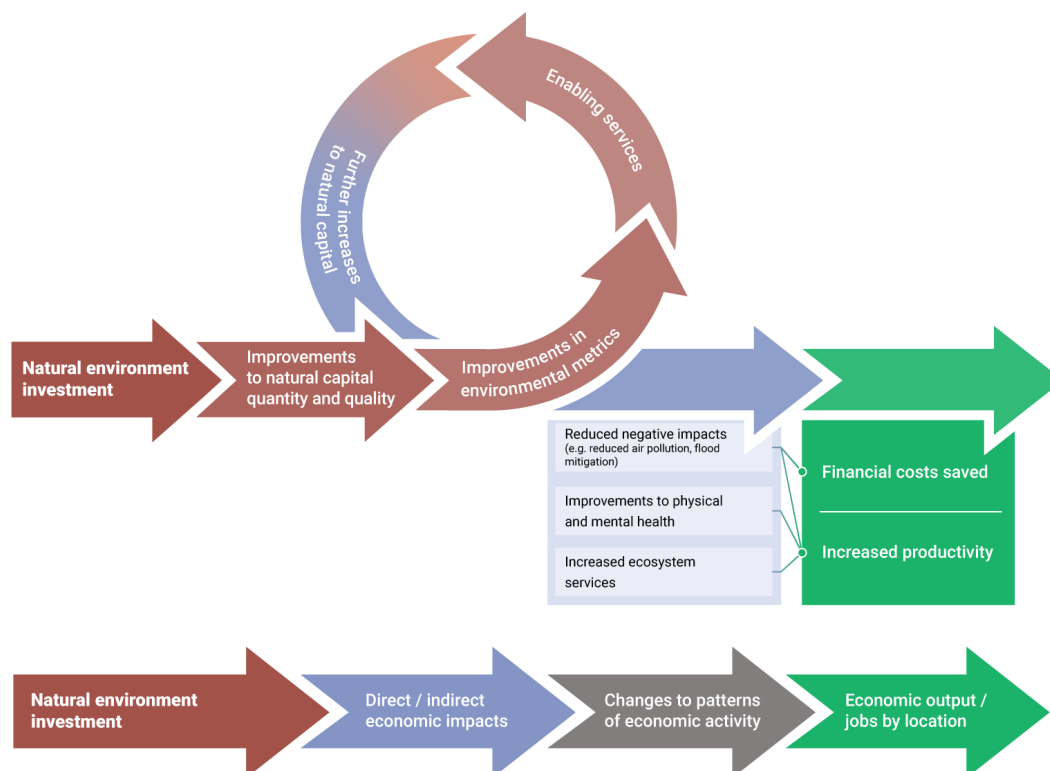 Enabling services
Further increases
to natural capital
Natural environment
investment
Improvements
to natural capital
quantity and quality
Improvements in
environmental metrics
Reduced negative impacts
(e.g. reduced air pollution, flood
mitigation)
Improvements to physical
and mental health
Increased ecosystem
services
Financial costs saved
Increased productivity
Natural environment
investment
Direct / indirect
economic impacts
Changes to patterns
of economic activity
Economic output /
jobs by location